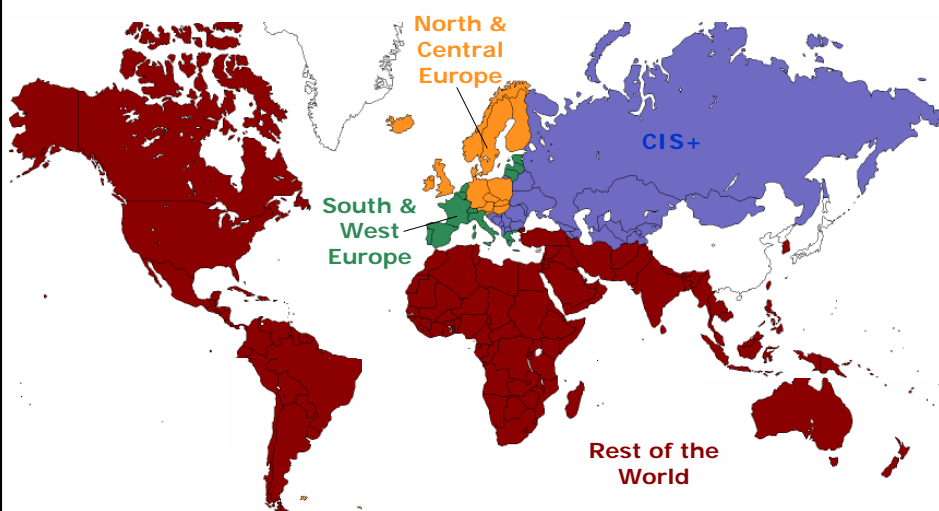 North &
Central
Europe
CIS+
South &
West
Europe
Rest of the
World